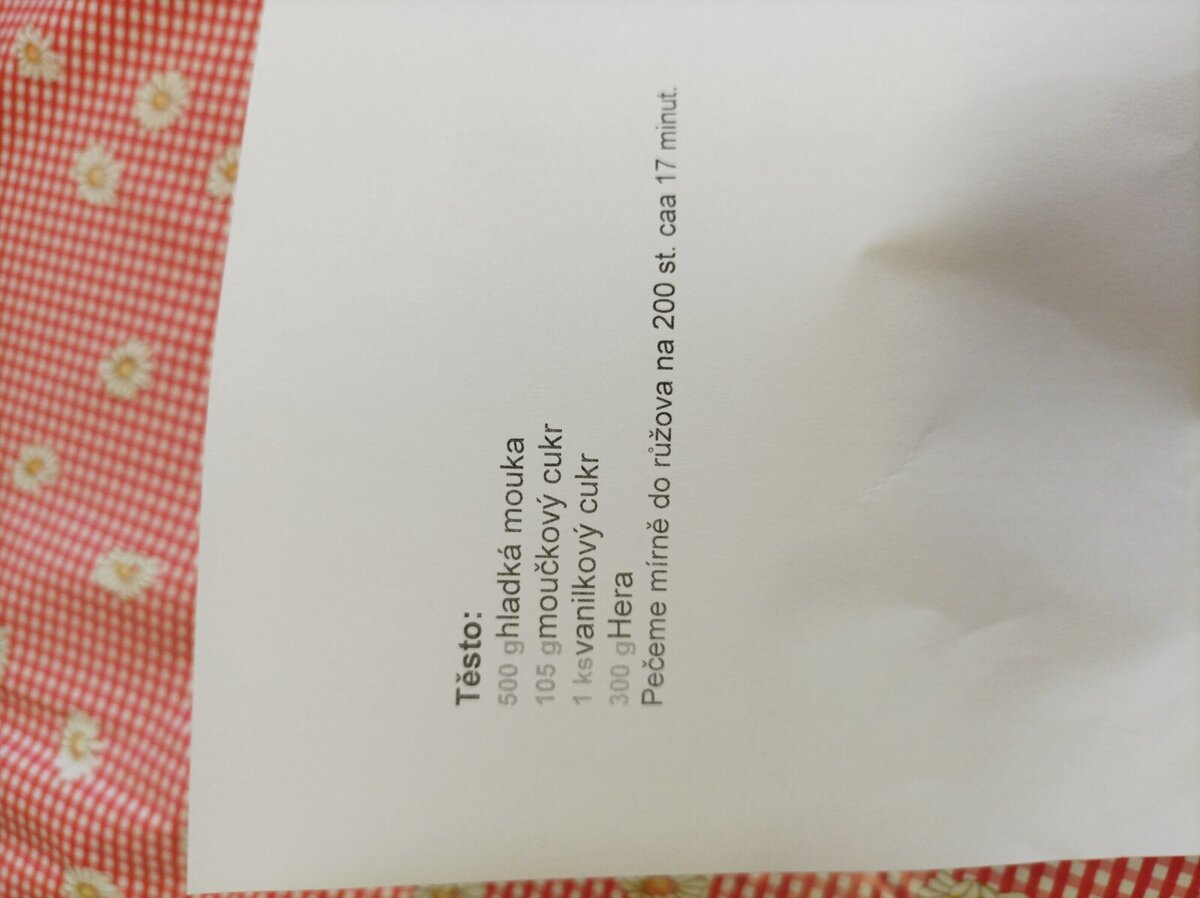 Těsto:
500 ghladká mouka
105 gmoučkový cukr
1 ksvanilkový cukr
300 gHera
Pečeme mírně do růžova na 200 st. caa 17 minut.